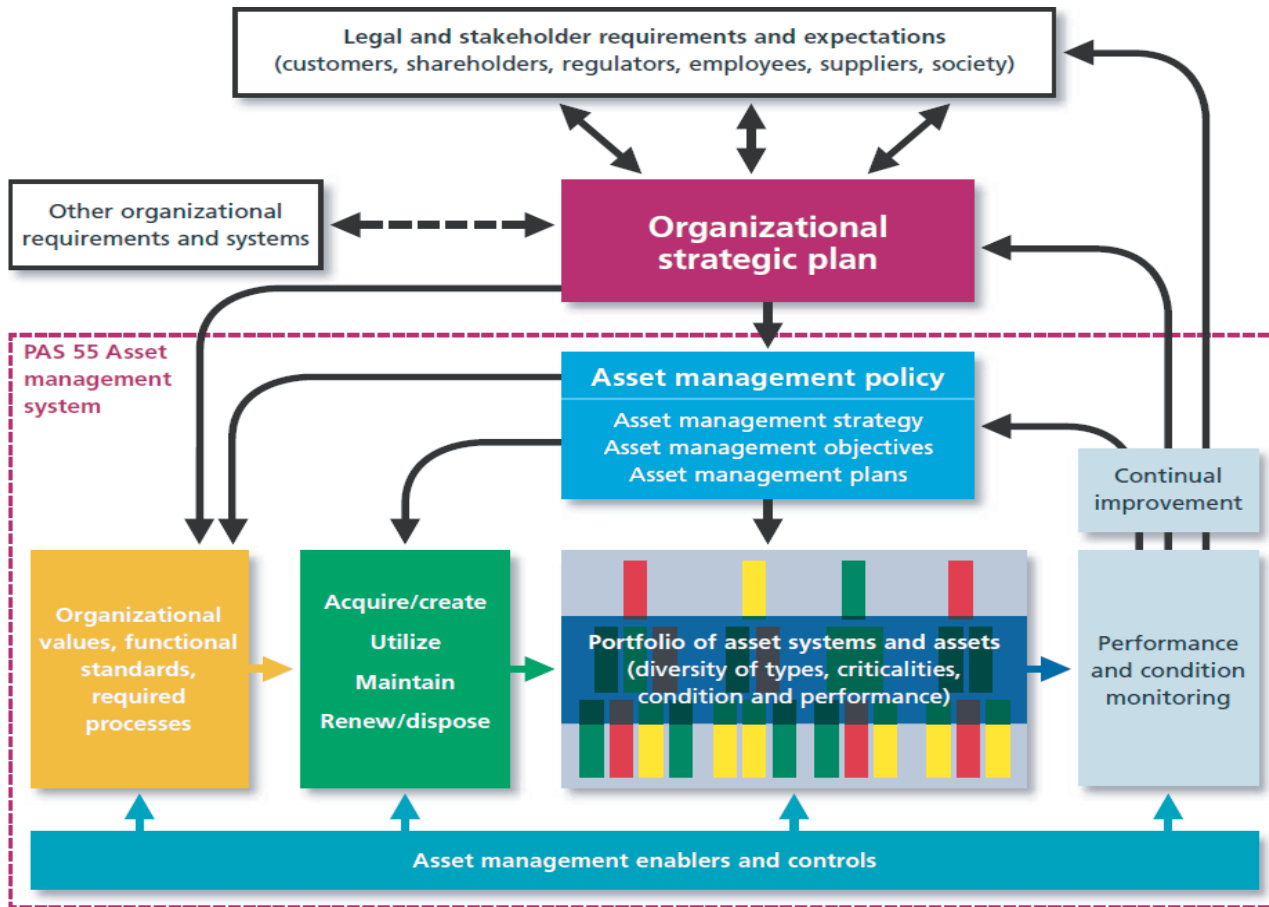 Legal and stakeholder requirements and expectations
(customers, shareholders, regulators, employees, suppliers, society)
Other organizational
requirements and systems
Organizational
strategic plan
PAS 55 Asset
management
system
Asset management policy
Asset management strategy
Asset management objectives
Asset management plans
Continual
improvement
Organizational
values, functional
standards,
required
processes
Acquire/create
Utilize
Maintain
Renew/dispose
Portfolio of asset systems and assets
(diversity of types, criticalities,
condition and performance)
Performance
and condition
monitoring
Asset management enablers and controls